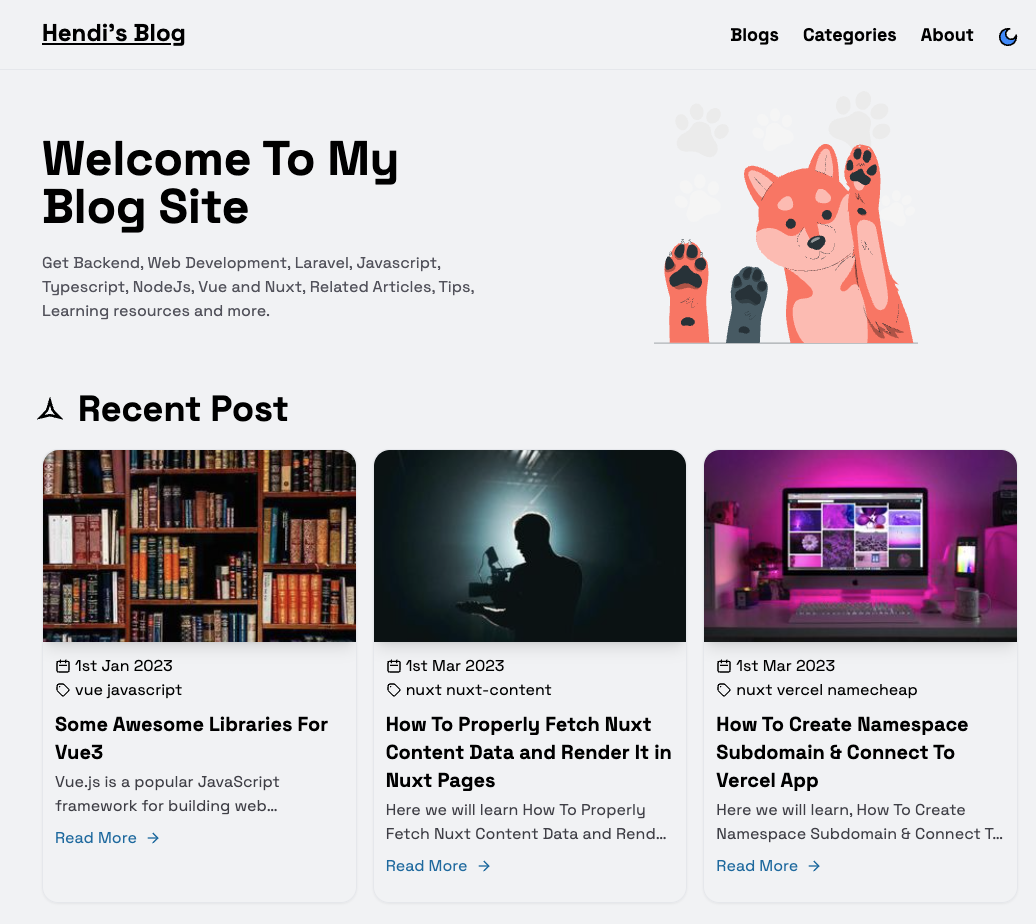 Hendi's Blog
Blogs Categories About
Welcome To My
Blog Site
Get Backend, Web Development, Laravel, Javascript,
Typescript, NodeJs, Vue and Nuxt, Related Articles, Tips,
Learning resources and more.
Recent Post
1st Jan 2023
vue javascript
Some Awesome Libraries For
Vue3
Vue.js is a popular JavaScript
framework for building web...
Read More
1st Mar 2023
nuxt nuxt-content
How To Properly Fetch Nuxt
Content Data and Render It in
Nuxt Pages
Here we will learn How To Properly
Fetch Nuxt Content Data and Rend...
Read More
1st Mar 2023
nuxt vercel namecheap
How To Create Namespace
Subdomain & Connect To
Vercel App
Here we will learn, How To Create
Namespace Subdomain & Connect T...
Read More